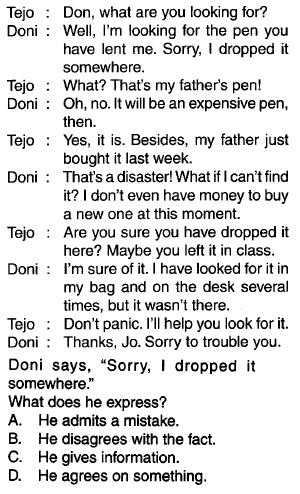 Tejo : Don, what are you looking for?
Doni : Well, I'm looking for the pen you
have lent me. Sorry, I dropped it
somewhere.
Tejo : What? That's my father's pen!
Doni : Oh, no. It will be an expensive pen,
then.
Tejo : Yes, it is. Besides, my father just
bought it last week.
Doni : That's a disaster! What if I can't find
it? I don't even have money to buy
a new one at this moment.
Tejo : Are you sure you have dropped it
here? Maybe you left it in class.
Doni : I'm sure of it. I have looked for it in
my bag and on the desk several
times, but it wasn't there.
Tejo : Don't panic. I'll help you look for it.
Doni : Thanks, Jo. Sorry to trouble you.
Doni says, "Sorry, I dropped it
somewhere."
What does he express?
A. He admits a mistake.
B. He disagrees with the fact.
C. He gives information.
D. He agrees on something.